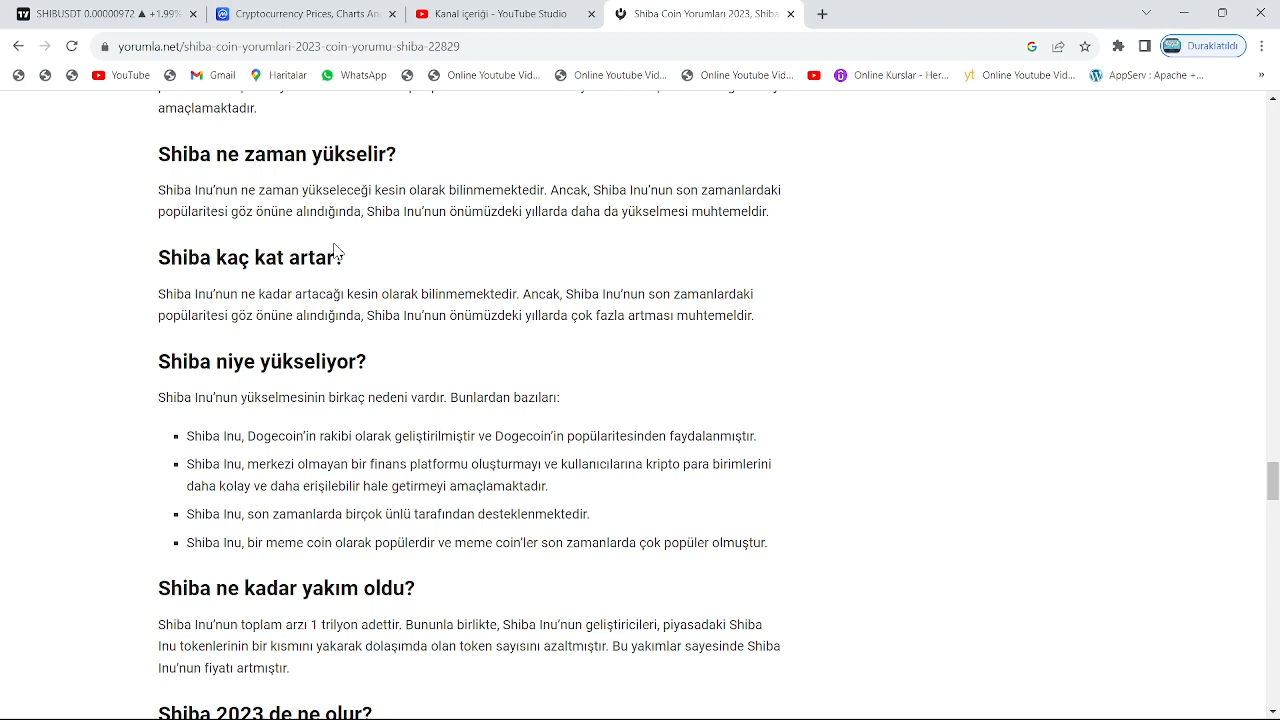 SHIBUSDT 0.00000972 ▲ +1.99%
Cryptocurrency Prices, Charts An
Kanal içeriği - YouTube Studio
Shiba Coin Yorumları 2023, Shiba
yorumla.net/shiba-coin-yorumlari-2023-coin-yorumu-shiba-22929
Duraklatıldı
YouTube
Gmail
Haritalar
WhatsApp
Online Youtube Vid...
Online Youtube Vid...
Online Youtube Vid...
Online Kurslar - Her...
Online Youtube Vid...
AppServ : Apache +...
amaçlamaktadır.
Shiba ne zaman yükselir?
Shiba Inu’nun ne zaman yükseleceği kesin olarak bilinmemektedir. Ancak, Shiba Inu’nun son zamanlardaki
popülaritesi göz önüne alındığında, Shiba Inu’nun önümüzdeki yıllarda daha da yükselmesi muhtemeldir.
Shiba kaç kat artar?
Shiba Inu’nun ne kadar artacağı kesin olarak bilinmemektedir. Ancak, Shiba Inu’nun son zamanlardaki
popülaritesi göz önüne alındığında, Shiba Inu’nun önümüzdeki yıllarda çok fazla artması muhtemeldir.
Shiba niye yükseliyor?
Shiba Inu’nun yükselmesinin birkaç nedeni vardır. Bunlardan bazıları:
Shiba Inu, Dogecoin’in rakibi olarak geliştirilmiştir ve Dogecoin’in popülaritesinden faydalanmıştır.
Shiba Inu, merkezi olmayan bir finans platformu oluşturmayı ve kullanıcılarına kripto para birimlerini
daha kolay ve daha erişilebilir hale getirmeyi amaçlamaktadır.
Shiba Inu, son zamanlarda birçok ünlü tarafından desteklenmektedir.
Shiba Inu, bir meme coin olarak popülerdir ve meme coin’ler son zamanlarda çok popüler olmuştur.
Shiba ne kadar yakım oldu?
Shiba Inu’nun toplam arzı 1 trilyon adettir. Bununla birlikte, Shiba Inu’nun geliştiricileri, piyasadaki Shiba
Inu tokenlerinin bir kısmını yakarak dolaşımda olan token sayısını azaltmıştır. Bu yakımlar sayesinde Shiba
Inu’nun fiyatı artmıştır.
Shiba 2023 de ne olur?